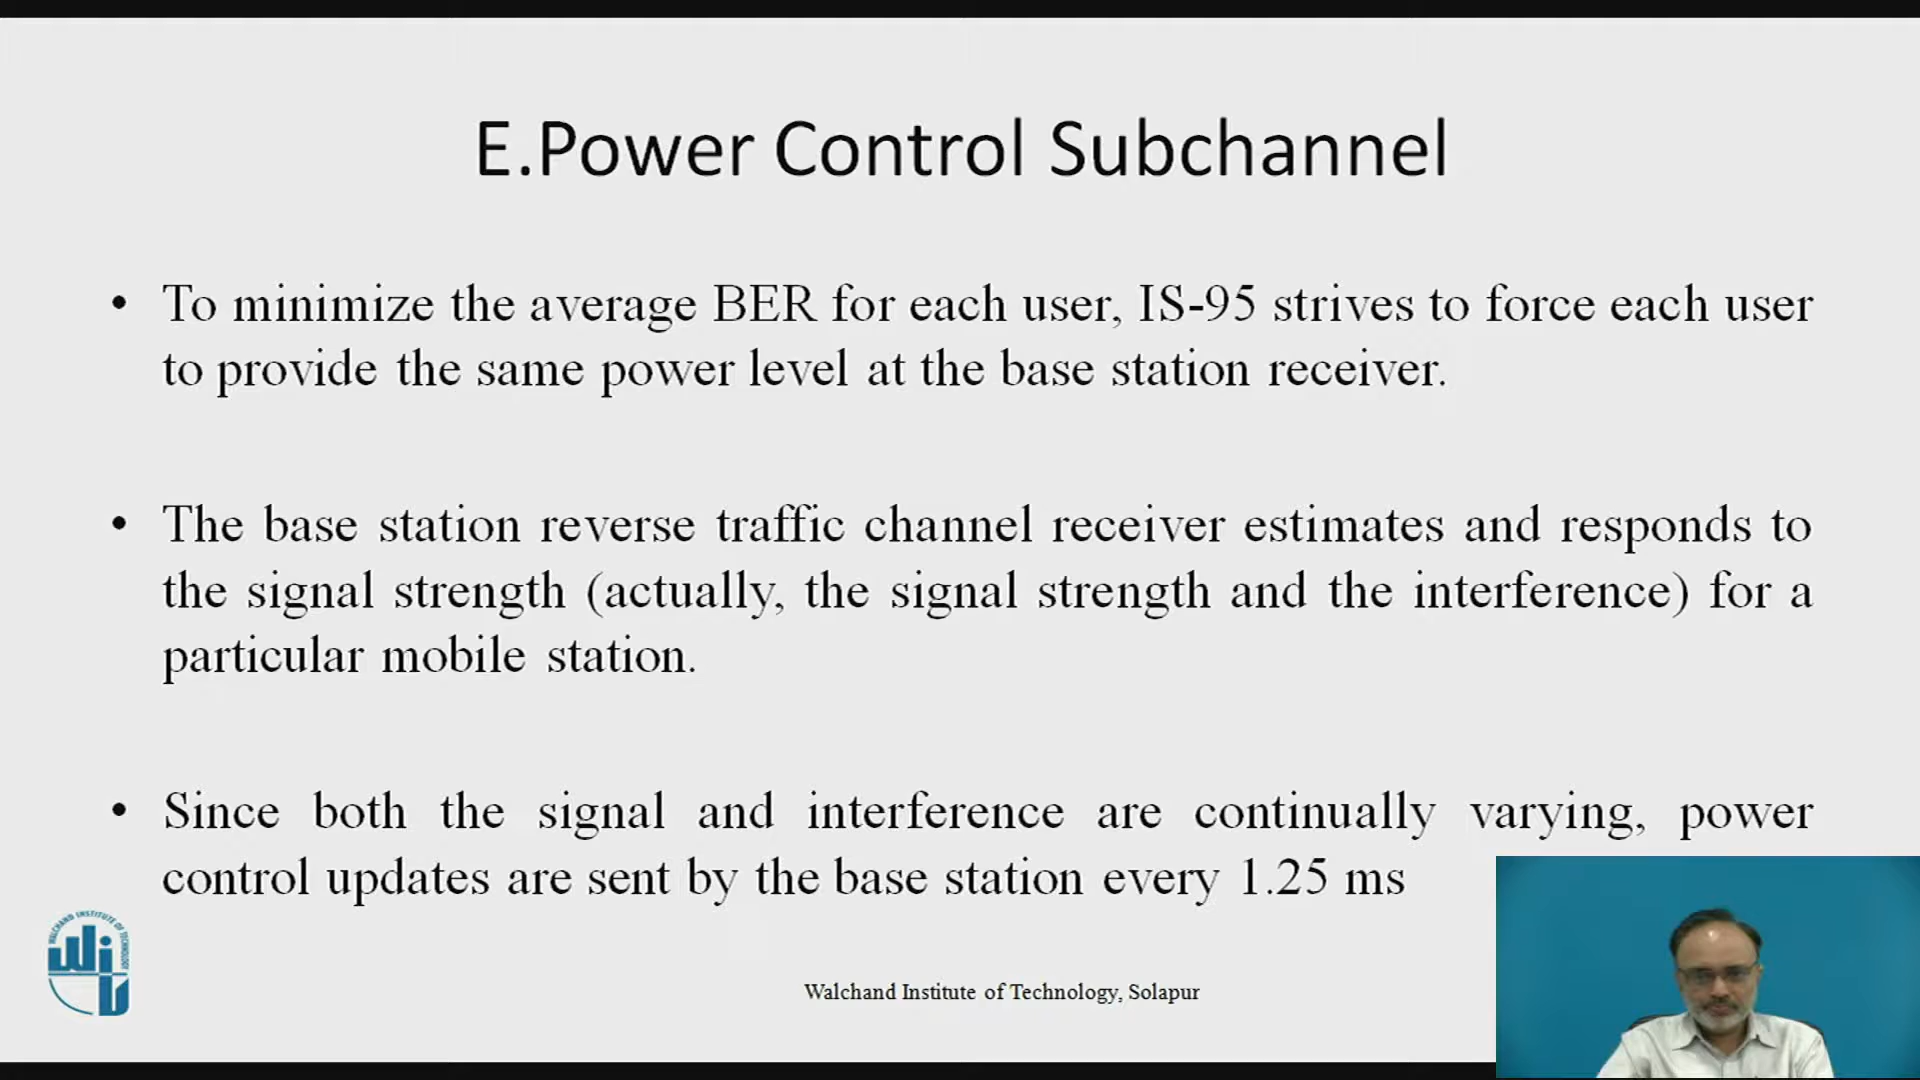 E.Power Control Subchannel
• To minimize the average BER for each user, IS-95 strives to force each user
to provide the same power level at the base station receiver.
• The base station reverse traffic channel receiver estimates and responds to
the signal strength (actually, the signal strength and the interference) for a
particular mobile station.
• Since both the signal and interference are continually varying, power
control updates are sent by the base station every 1.25 ms
WALCHAND INSTITUTE OF TECHNOLOGY
Walchand Institute of Technology, Solapur